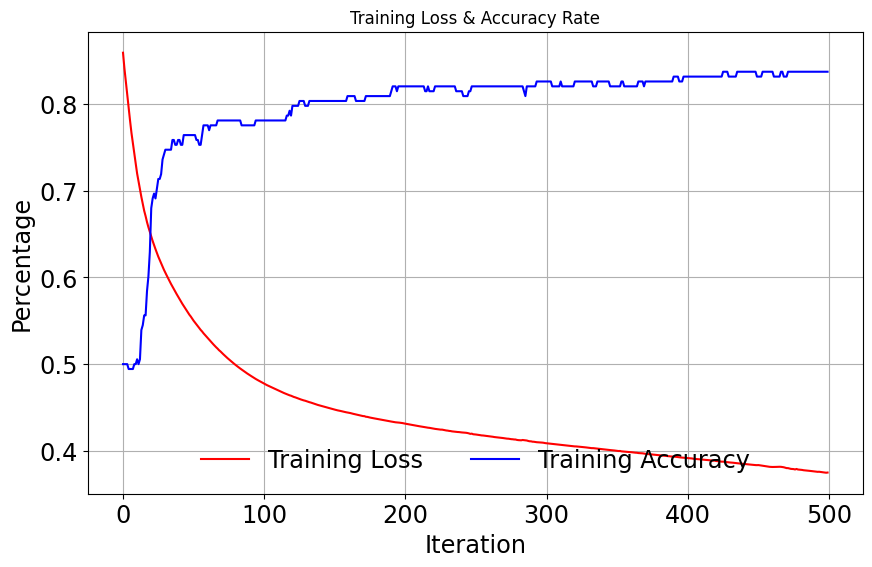 Training Loss & Accuracy Rate
Percentage
0.8
0.7
0.6
0.5
0.4
Training Loss Training Accuracy
0 100 200 300 400 500
Iteration